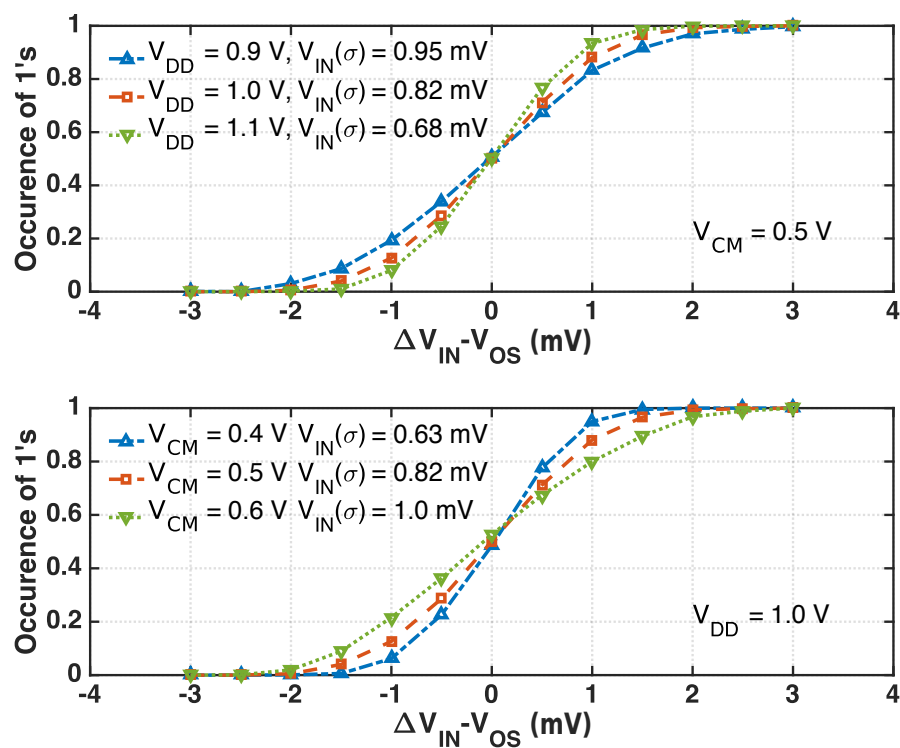 Occurence of 1's
1
0.8
0.6
0.4
0.2
0
V_DD = 0.9 V, V_IN(σ) = 0.95 mV
V_DD = 1.0 V, V_IN(σ) = 0.82 mV
V_DD = 1.1 V, V_IN(σ) = 0.68 mV
V_CM = 0.5 V
-4 -3 -2 -1 0 1 2 3 4
ΔV_IN-V_OS (mV)
Occurence of 1's
1
0.8
0.6
0.4
0.2
0
V_CM = 0.4 V V_IN(σ) = 0.63 mV
V_CM = 0.5 V V_IN(σ) = 0.82 mV
V_CM = 0.6 V V_IN(σ) = 1.0 mV
V_DD = 1.0 V
-4 -3 -2 -1 0 1 2 3 4
ΔV_IN-V_OS (mV)